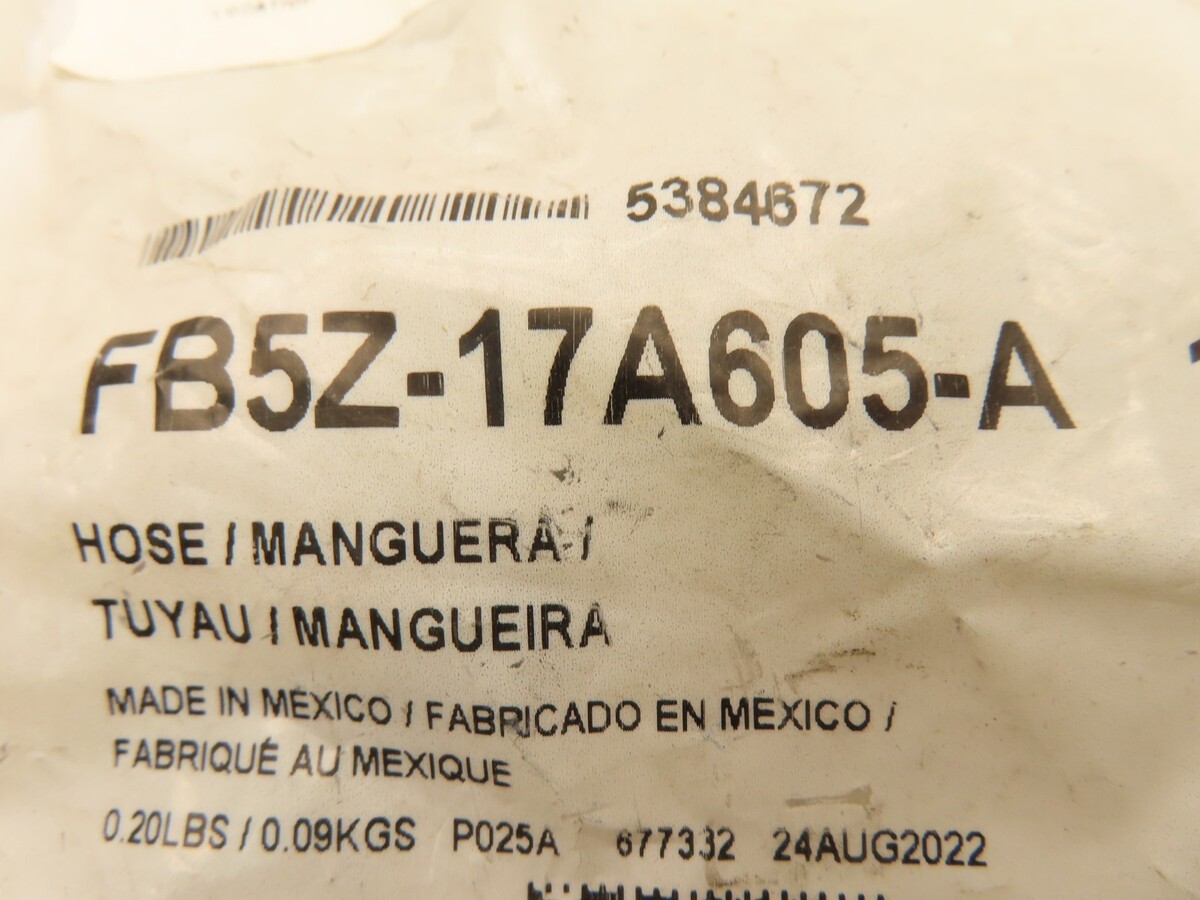 5384672
FB5Z-17A605-A
HOSE / MANGUERA /
TUYAU / MANGUEIRA
MADE IN MEXICO / FABRICADO EN MEXICO /
FABRIQUÉ AU MEXIQUE
0.20LBS / 0.09KGS P025A 677332 24AUG2022